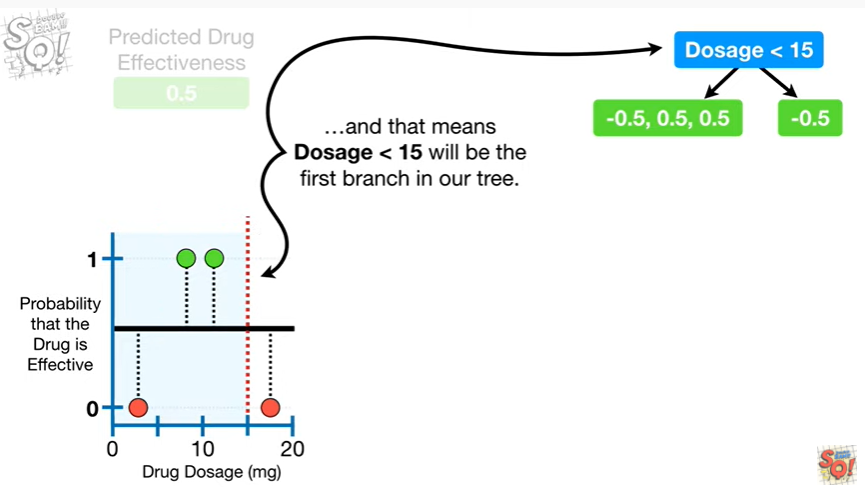 Predicted Drug
Effectiveness
0.5
Dosage < 15
-0.5, 0.5, 0.5
-0.5
…and that means
Dosage < 15 will be the
first branch in our tree.
1
Probability
that the
Drug is
Effective
0
0
10
20
Drug Dosage (mg)
SQ!
SQ!